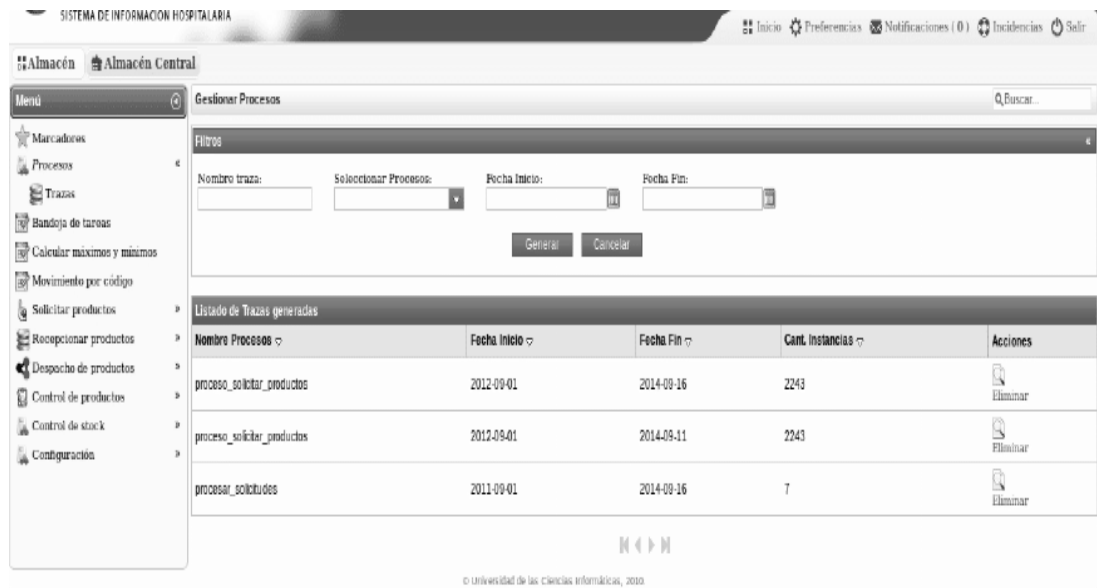 SISTEMA DE INFORMACIÓN HOSPITALARIA
Inicio Preferencias Notificaciones ( 0 ) Incidencias Salir
Almacén Almacén Central
Menú
Marcadores
Procesos «
Trazas
Bandeja de tareas
Calcular máximos y mínimos
Movimiento por código
Solicitar productos »
Recepcionar productos »
Despacho de productos »
Control de productos »
Control de stock »
Configuración »
Gestionar Procesos
Buscar...
Filtros «
Nombre traza: Seleccionar Procesos: Fecha Inicio: Fecha Fin:
Generar Cancelar
Listado de Trazas generadas
Nombre Procesos Fecha Inicio Fecha Fin Cant. Instancias Acciones
proceso_solicitar_productos 2012-09-01 2014-09-16 2243 Eliminar
proceso_solicitar_productos 2012-09-01 2014-09-11 2243 Eliminar
procesar_solicitudes 2011-09-01 2014-09-16 7 Eliminar
© Universidad de las Ciencias Informáticas, 2010.